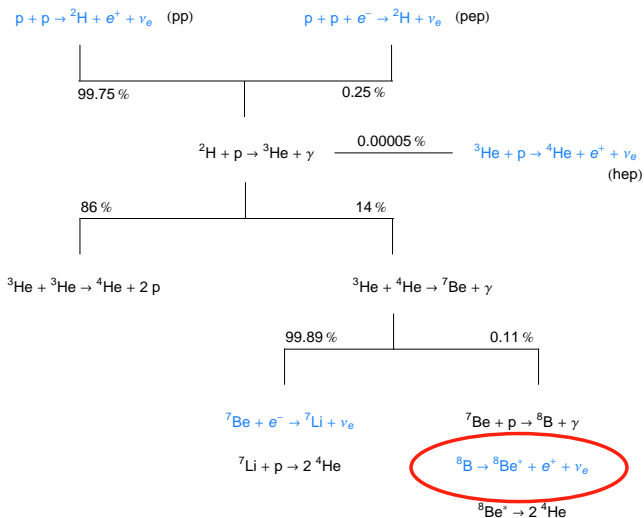 p + p → ²H + e⁺ + νₑ (pp)
p + p + e⁻ → ²H + νₑ (pep)
99.75 %
0.25 %
²H + p → ³He + γ
0.00005 %
³He + p → ⁴He + e⁺ + νₑ
(hep)
86 %
14 %
³He + ³He → ⁴He + 2 p
³He + ⁴He → ⁷Be + γ
99.89 %
0.11 %
⁷Be + e⁻ → ⁷Li + νₑ
⁷Be + p → ⁸B + γ
⁷Li + p → 2 ⁴He
⁸B → ⁸Be* + e⁺ + νₑ
⁸Be* → 2 ⁴He